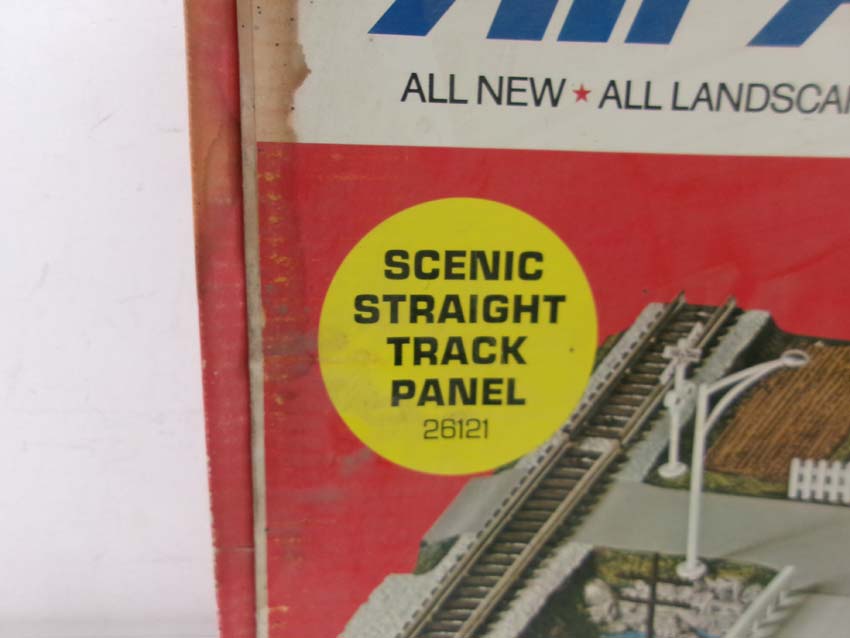 ALL NEW ★ ALL LANDSCA
SCENIC
STRAIGHT
TRACK
PANEL
26121